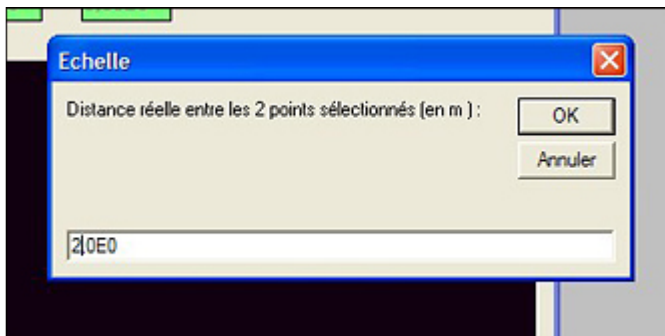 Echelle
Distance réelle entre les 2 points sélectionnés (en m ) :
OK
Annuler
2,0E0